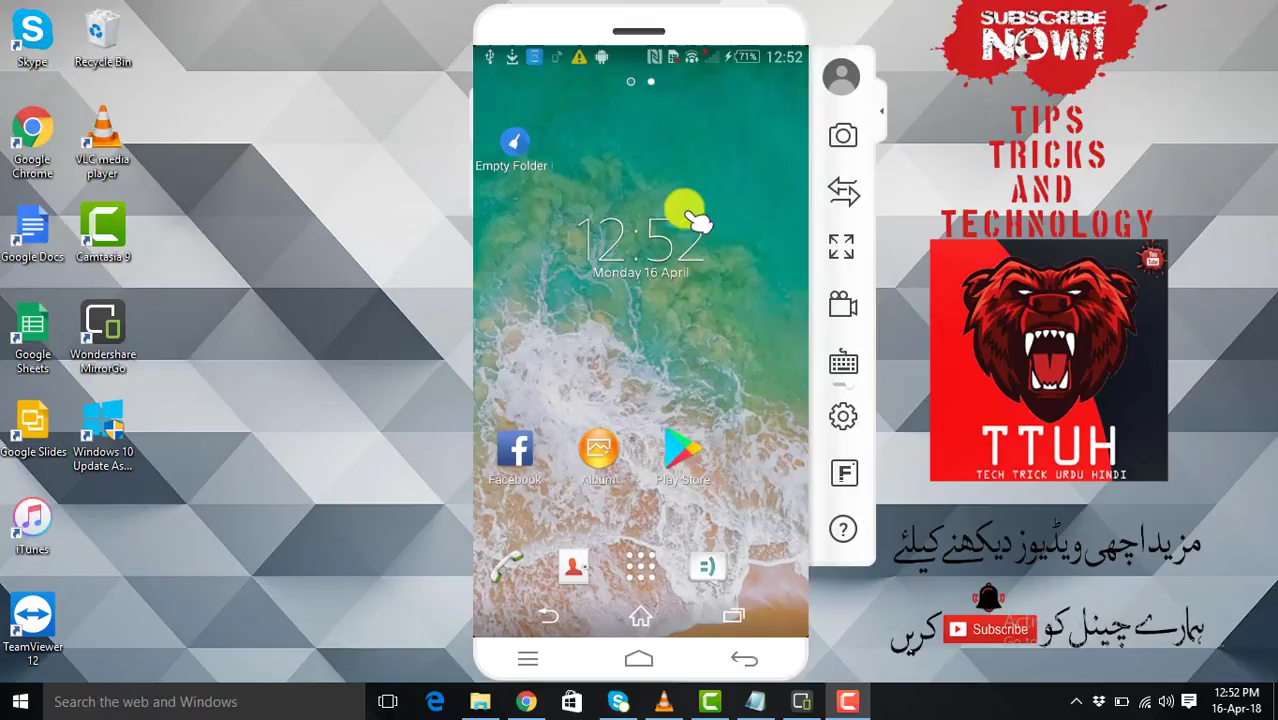 Skype
Recycle Bin
Google Chrome
VLC media player
Google Docs
Camtasia 9
Google Sheets
Wondershare MirrorGo
Google Slides
Windows 10 Update As...
iTunes
TeamViewer 12
71% 12:52
Empty Folder
12:52
Monday 16 April
Facebook
Album
Play Store
SUBSCRIBE
NOW!
TIPS
TRICKS
AND
TECHNOLOGY
You Tube
TTUH
TECH TRICK URDU HINDI
مزید اچھی ویڈیوز دیکھنے کیلئے
ہمارے چینل کو Subscribe کریں
Search the web and Windows
12:52 PM
16-Apr-18